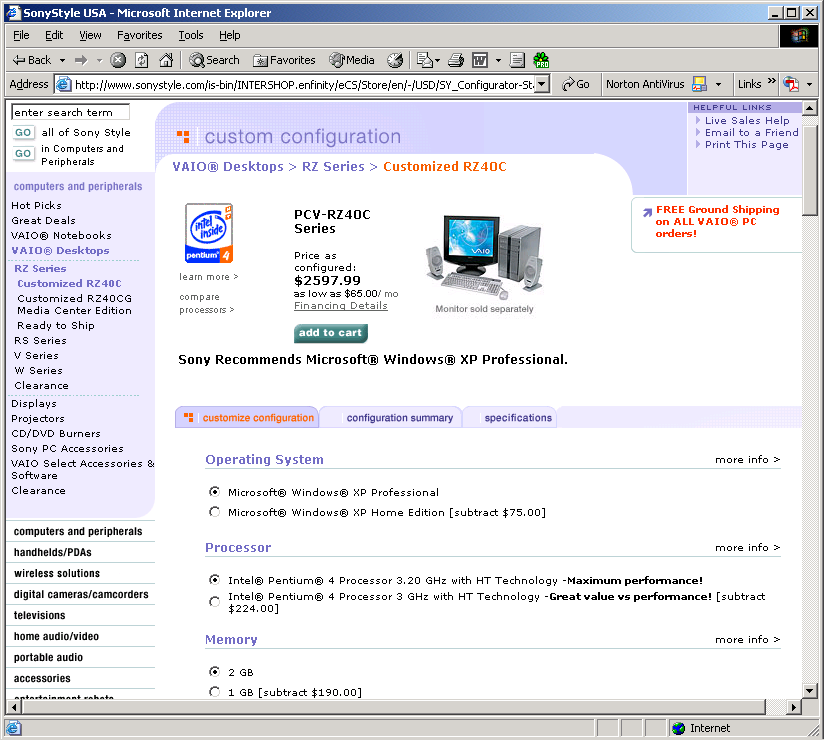 SonyStyle USA - Microsoft Internet Explorer
File Edit View Favorites Tools Help
Back Search Favorites Media PRO
Address http://www.sonystyle.com/is-bin/INTERSHOP.enfinity/eCS/Store/en/-/USD/SY_Configurator-St Go Norton AntiVirus Links »
enter search term
GO all of Sony Style
GO in Computers and
Peripherals
computers and peripherals
Hot Picks
Great Deals
VAIO® Notebooks
VAIO® Desktops
RZ Series
Customized RZ40C
Customized RZ40CG
Media Center Edition
Ready to Ship
RS Series
V Series
W Series
Clearance
Displays
Projectors
CD/DVD Burners
Sony PC Accessories
VAIO Select Accessories &
Software
Clearance
computers and peripherals
handhelds/PDAs
wireless solutions
digital cameras/camcorders
televisions
home audio/video
portable audio
accessories
entertainment robots
custom configuration
HELPFUL LINKS
Live Sales Help
Email to a Friend
Print This Page
VAIO® Desktops > RZ Series > Customized RZ40C
FREE Ground Shipping
on ALL VAIO® PC
orders!
intel inside
pentium 4
learn more >
compare
processors >
PCV-RZ40C
Series
Price as
configured:
$2597.99
as low as $65.00/ mo
Financing Details
add to cart
VAIO
Monitor sold separately
Sony Recommends Microsoft® Windows® XP Professional.
customize configuration configuration summary specifications
Operating System more info >
Microsoft® Windows® XP Professional
Microsoft® Windows® XP Home Edition [subtract $75.00]
Processor more info >
Intel® Pentium® 4 Processor 3.20 GHz with HT Technology -Maximum performance!
Intel® Pentium® 4 Processor 3 GHz with HT Technology -Great value vs performance! [subtract
$224.00]
Memory more info >
2 GB
1 GB [subtract $190.00]
Internet